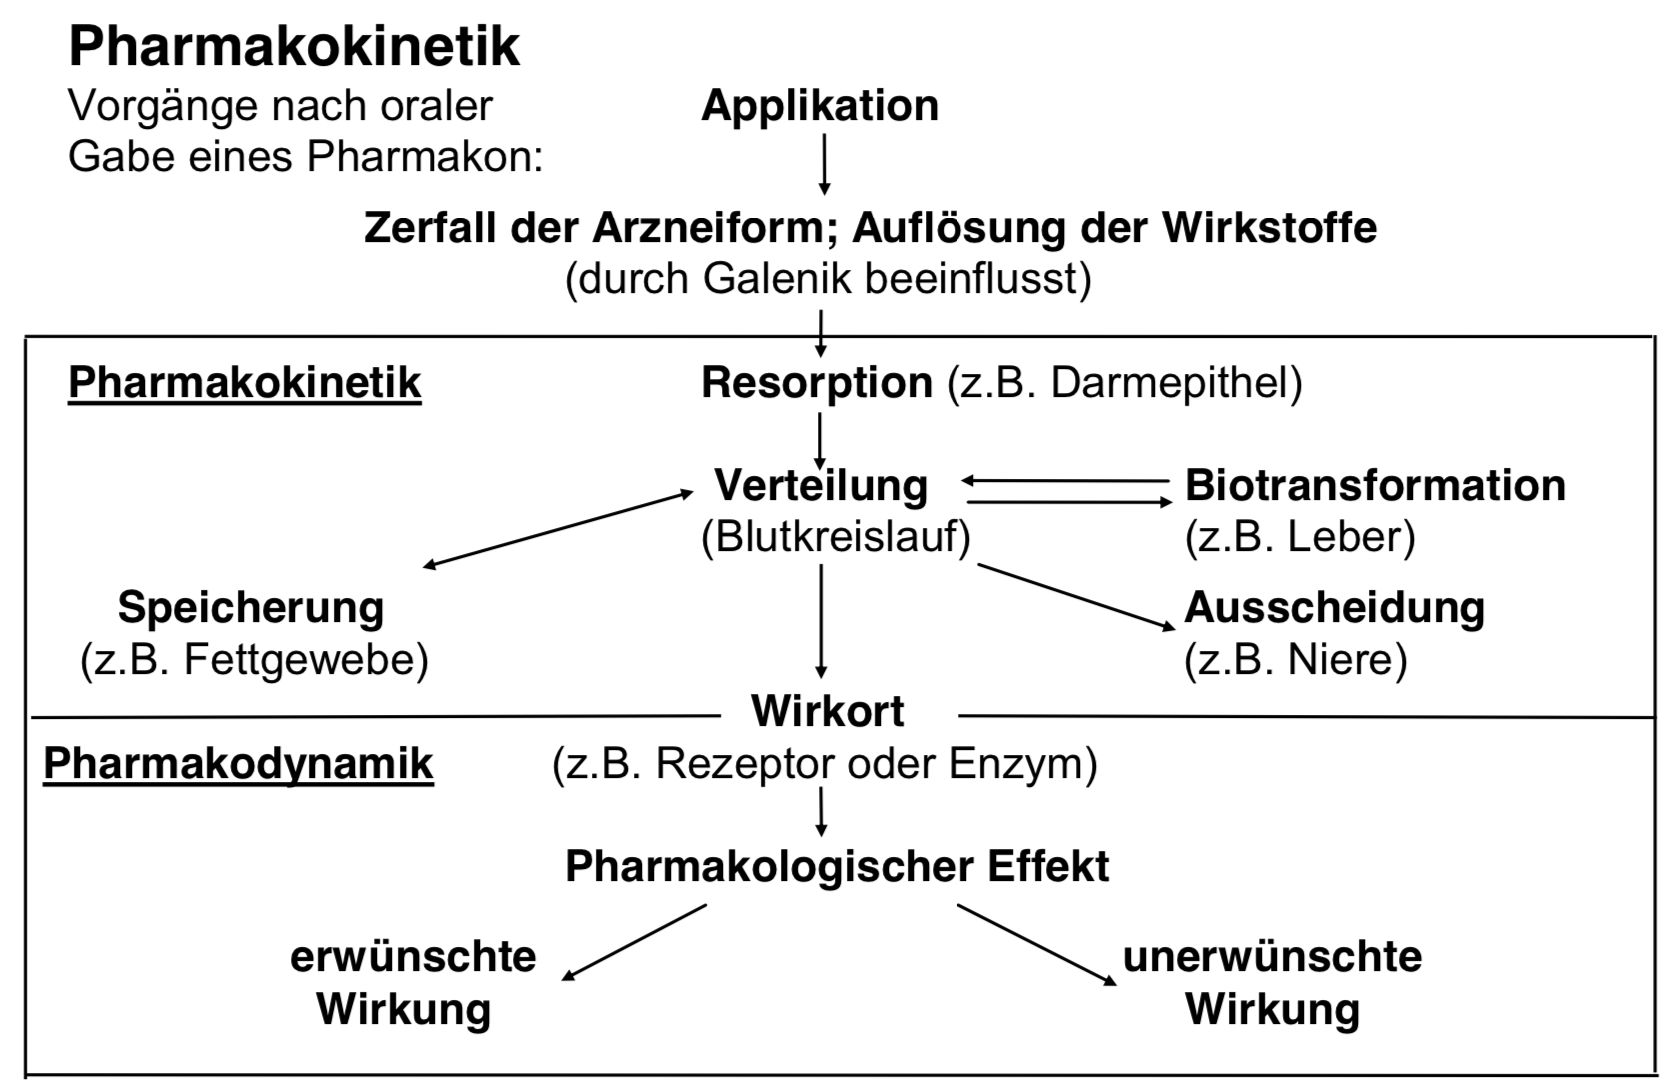 Pharmakokinetik
Vorgänge nach oraler
Gabe eines Pharmakon:
Applikation
Zerfall der Arzneiform; Auflösung der Wirkstoffe
(durch Galenik beeinflusst)
Pharmakokinetik
Resorption (z.B. Darmepithel)
Verteilung
(Blutkreislauf)
Biotransformation
(z.B. Leber)
Speicherung
(z.B. Fettgewebe)
Ausscheidung
(z.B. Niere)
Wirkort
Pharmakodynamik
(z.B. Rezeptor oder Enzym)
Pharmakologischer Effekt
erwünschte
Wirkung
unerwünschte
Wirkung